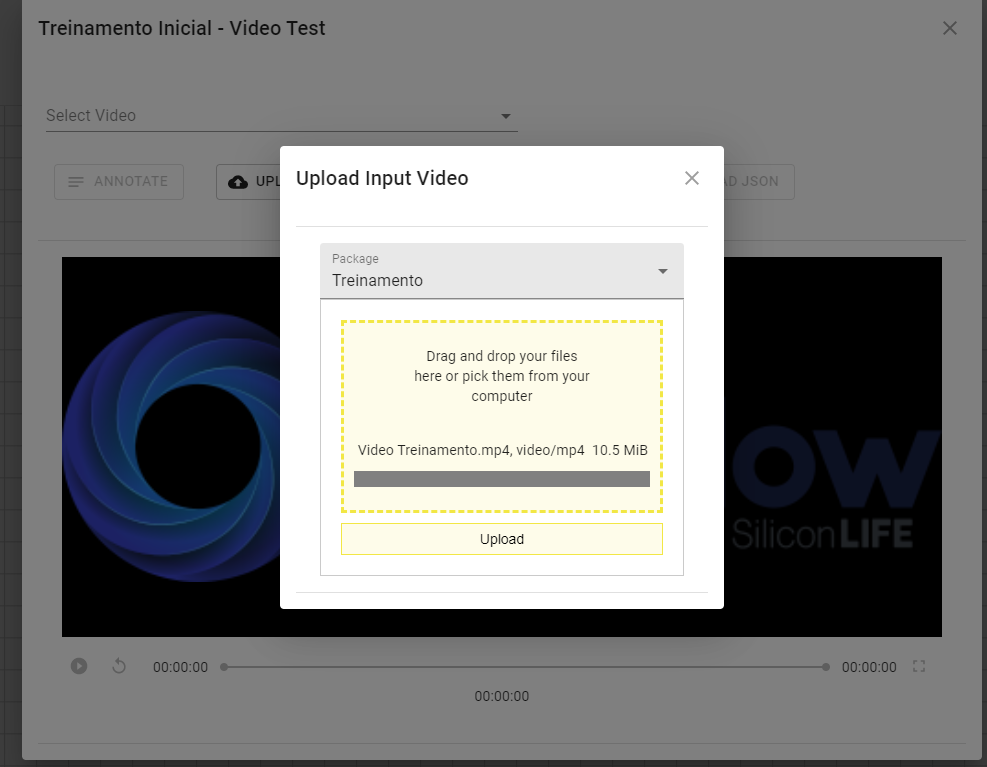 Treinamento Inicial - Video Test
Select Video
ANNOTATE
UPL
AD JSON
Upload Input Video
Package
Treinamento
Drag and drop your files
here or pick them from your
computer
Video Treinamento.mp4, video/mp4 10.5 MiB
Upload
OW
SiliconLIFE
00:00:00
00:00:00
00:00:00